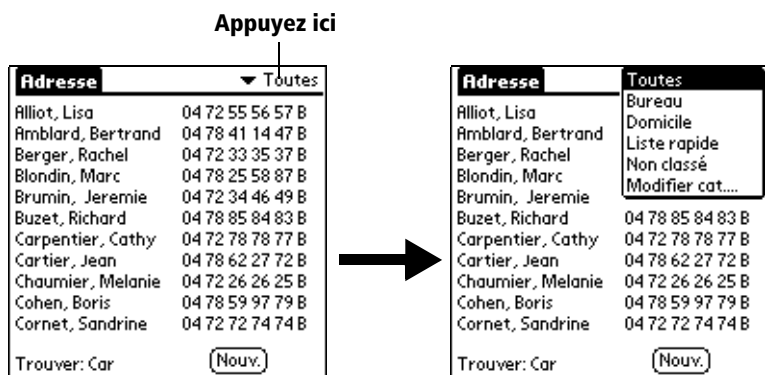 Appuyez ici
Adresse ▼ Toutes
Alliot, Lisa 04 72 55 56 57 B
Amblard, Bertrand 04 78 41 14 47 B
Berger, Rachel 04 72 33 35 37 B
Blondin, Marc 04 78 25 58 87 B
Brumin, Jeremie 04 72 34 46 49 B
Buzet, Richard 04 78 85 84 83 B
Carpentier, Cathy 04 72 78 78 77 B
Cartier, Jean 04 78 62 27 72 B
Chaumier, Melanie 04 72 26 26 25 B
Cohen, Boris 04 78 59 97 79 B
Cornet, Sandrine 04 72 72 74 74 B
Trouver: Car Nouv.
Adresse
Toutes
Bureau
Domicile
Liste rapide
Non classé
Modifier cat....
Alliot, Lisa
Amblard, Bertrand
Berger, Rachel
Blondin, Marc
Brumin, Jeremie
Buzet, Richard 04 78 85 84 83 B
Carpentier, Cathy 04 72 78 78 77 B
Cartier, Jean 04 78 62 27 72 B
Chaumier, Melanie 04 72 26 26 25 B
Cohen, Boris 04 78 59 97 79 B
Cornet, Sandrine 04 72 72 74 74 B
Trouver: Car Nouv.